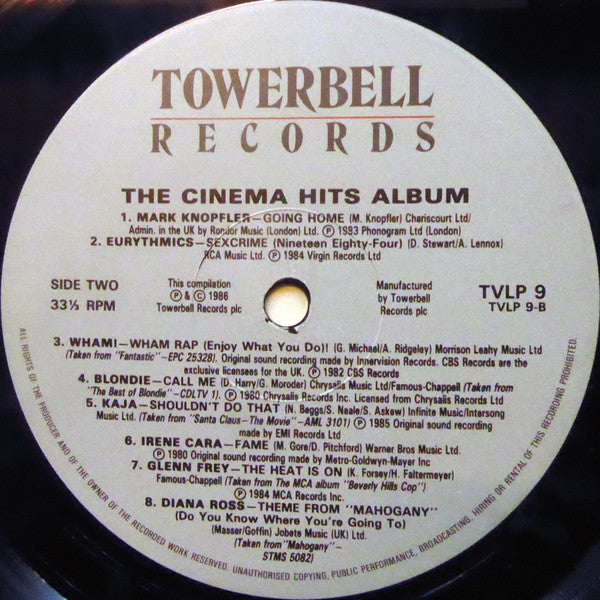 TOWERBELL
RECORDS
THE CINEMA HITS ALBUM
1. MARK KNOPFLER—GOING HOME (M. Knopfler) Chariscourt Ltd/
Admin. in the UK by Rondor Music (London) Ltd. Ⓟ 1983 Phonogram Ltd (London)
2. EURYTHMICS—SEXCRIME (Nineteen Eighty-Four) (D. Stewart/A. Lennox)
RCA Music Ltd. Ⓟ 1984 Virgin Records Ltd
SIDE TWO
33⅓ RPM
This compilation
Ⓟ & © 1986
Towerbell Records plc
Manufactured
by Towerbell
Records plc
TVLP 9
TVLP 9-B
3. WHAM!—WHAM RAP (Enjoy What You Do)! (G. Michael/A. Ridgeley) Morrison Leahy Music Ltd
(Taken from "Fantastic"—EPC 25328). Original sound recording made by Innervision Records. CBS Records are the
exclusive licensees for the UK. Ⓟ 1982 CBS Records
4. BLONDIE—CALL ME (D. Harry/G. Moroder) Chrysalis Music Ltd/Famous-Chappell (Taken from
"The Best of Blondie"—CDLTV 1). Ⓟ 1980 Chrysalis Records Inc. Licensed from Chrysalis Records Ltd
5. KAJA—SHOULDN'T DO THAT (N. Beggs/S. Neale/S. Askew) Infinite Music/Intersong
Music Ltd. (Taken from "Santa Claus—The Movie"—AML 3101) Ⓟ 1985 Original sound recording
made by EMI Records Ltd
6. IRENE CARA—FAME (M. Gore/D. Pitchford) Warner Bros Music Ltd.
Ⓟ 1980 Original sound recording made by Metro-Goldwyn-Mayer Inc
7. GLENN FREY—THE HEAT IS ON (K. Forsey/H. Faltermeyer)
Famous-Chappell (Taken from The MCA album "Beverly Hills Cop")
Ⓟ 1984 MCA Records Inc.
8. DIANA ROSS—THEME FROM "MAHOGANY"
(Do You Know Where You're Going To)
(Masser/Goffin) Jobete Music (UK) Ltd.
(Taken from "Mahogany"—
STMS 5082)
ALL RIGHTS OF THE PRODUCER AND OF THE OWNER OF THE RECORDED WORK RESERVED. UNAUTHORISED COPYING, PUBLIC PERFORMANCE, BROADCASTING, HIRING OR RENTAL OF THIS RECORDING PROHIBITED.